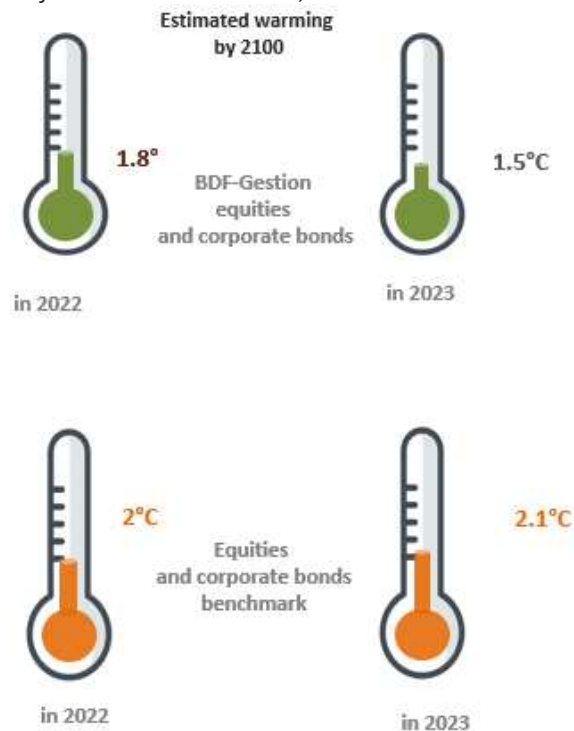 Estimated warming
by 2100
1.8°
1.5°C
BDF-Gestion
equities
and corporate bonds
in 2022
in 2023
2°C
2.1°C
Equities
and corporate bonds
benchmark
in 2022
in 2023